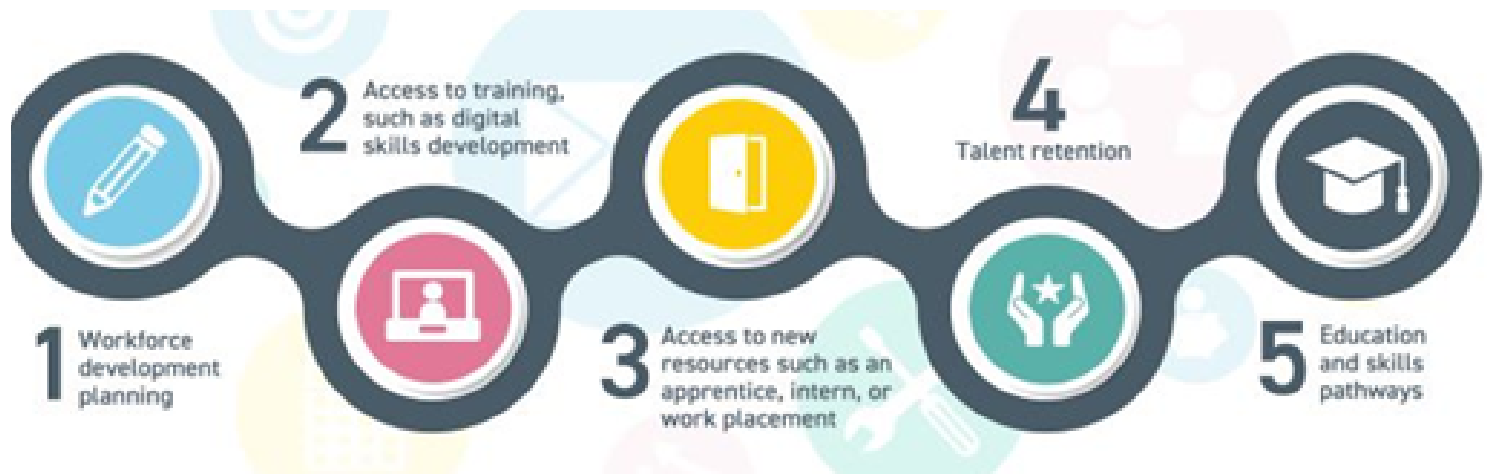 1
Workforce
development
planning
2
Access to training,
such as digital
skills development
3
Access to new
resources such as an
apprentice, intern, or
work placement
4
Talent retention
5
Education
and skills
pathways